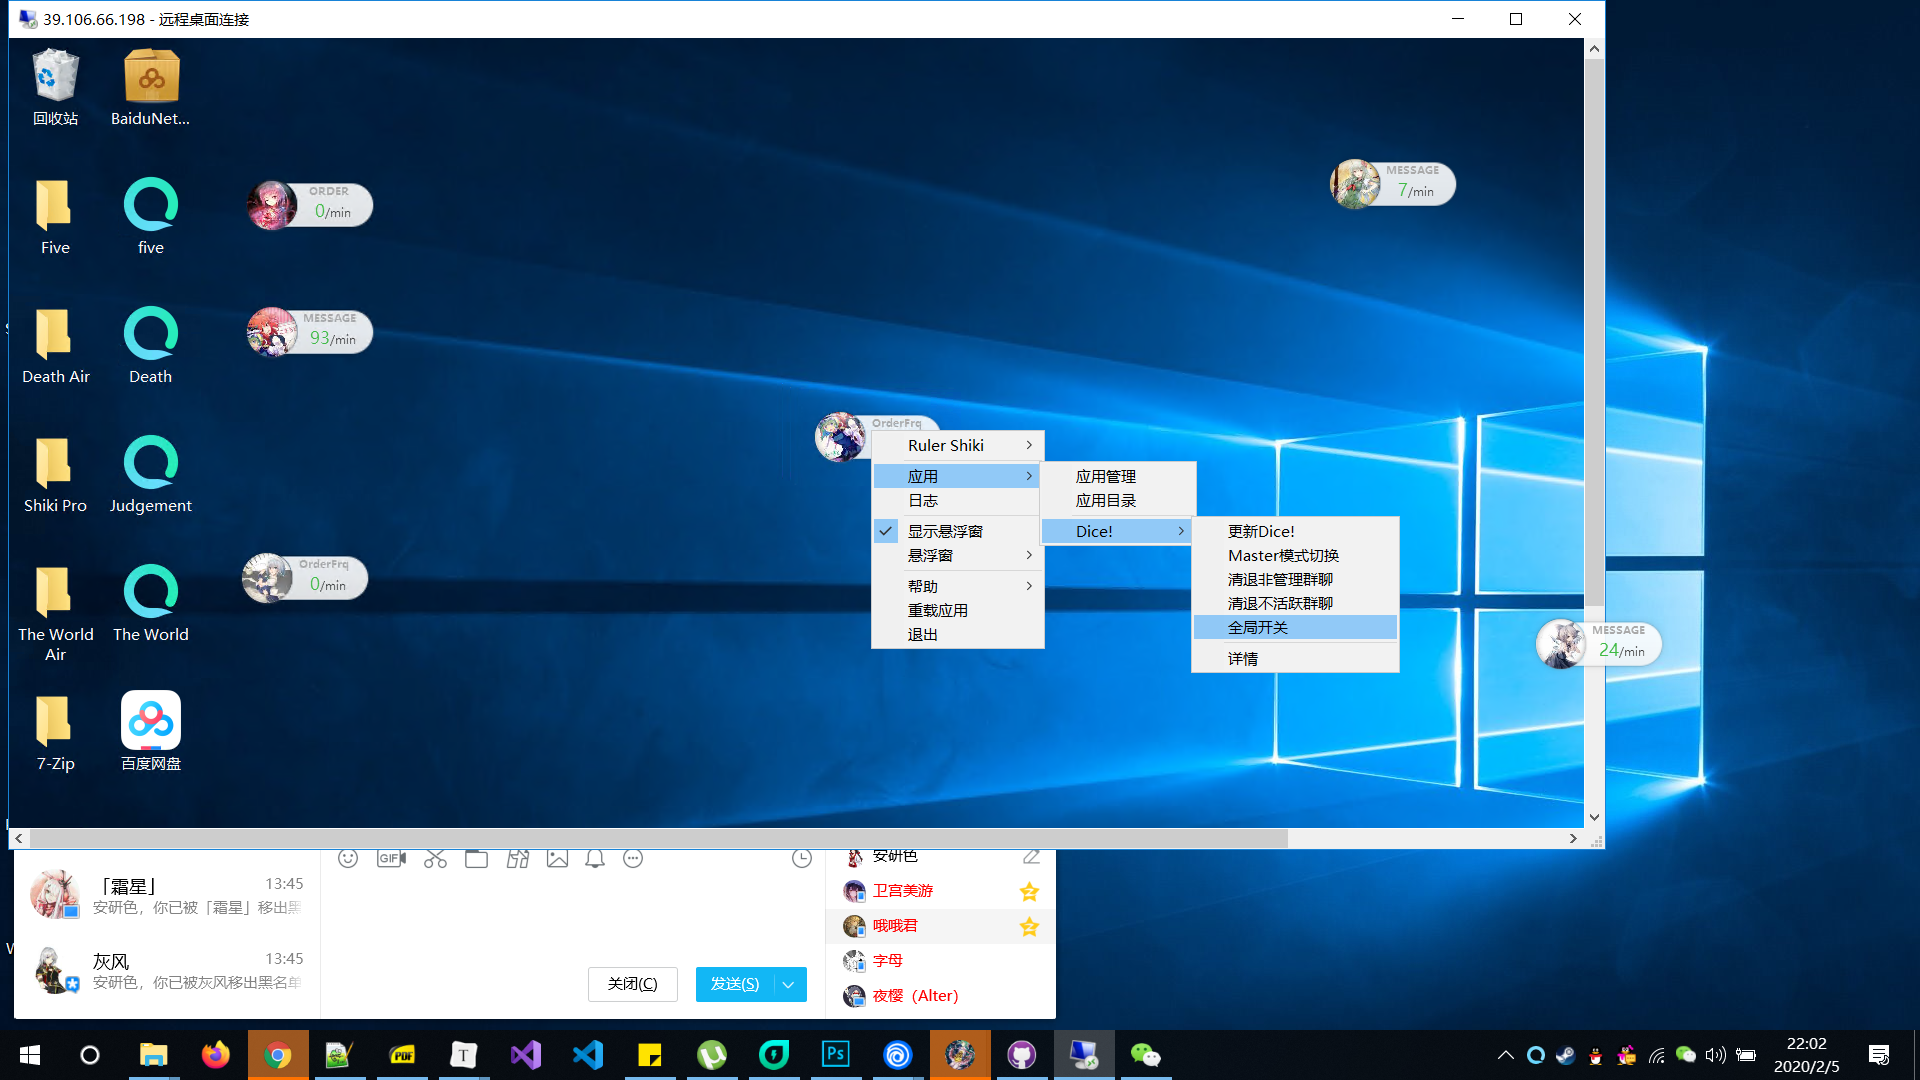 39.106.66.198 - 远程桌面连接
回收站
BaiduNet...
Five
five
Death Air
Death
Shiki Pro
Judgement
The World Air
The World
7-Zip
百度网盘
ORDER
0/min
MESSAGE
93/min
OrderFrq
0/min
MESSAGE
7/min
OrderFrq
MESSAGE
24/min
Ruler Shiki
应用
日志
显示悬浮窗
悬浮窗
帮助
重载应用
退出
应用管理
应用目录
Dice!
更新Dice!
Master模式切换
清退非管理群聊
清退不活跃群聊
全局开关
详情
「霜星」
13:45
安研色，你已被「霜星」移出黑
灰风
13:45
安研色，你已被灰风移出黑名单
GIF
关闭(C)
发送(S)
安研色
卫宫美游
哦哦君
字母
夜樱（Alter）
PDF
T
Ps
22:02
2020/2/5